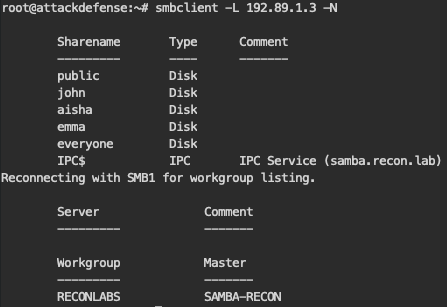 root@attackdefense:~# smbclient -L 192.89.1.3 -N
Sharename Type Comment
--------- ---- -------
public Disk
john Disk
aisha Disk
emma Disk
everyone Disk
IPC$ IPC IPC Service (samba.recon.lab)
Reconnecting with SMB1 for workgroup listing.
Server Comment
--------- -------
Workgroup Master
--------- -------
RECONLABS SAMBA-RECON